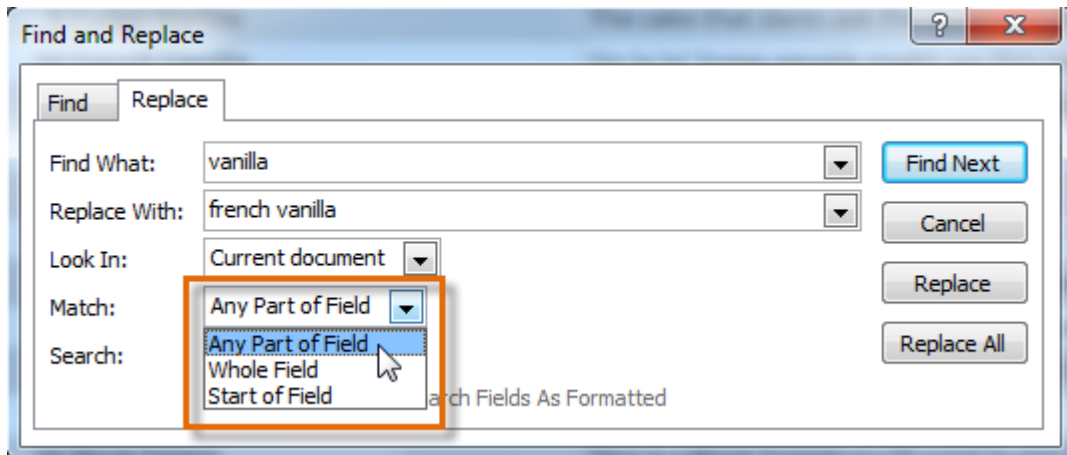 Find and Replace
Find Replace
Find What: vanilla Find Next
Replace With: french vanilla Cancel
Look In: Current document
Match: Any Part of Field Replace
Any Part of Field
Search: Replace All
Whole Field
Start of Field
Fields As Formatted